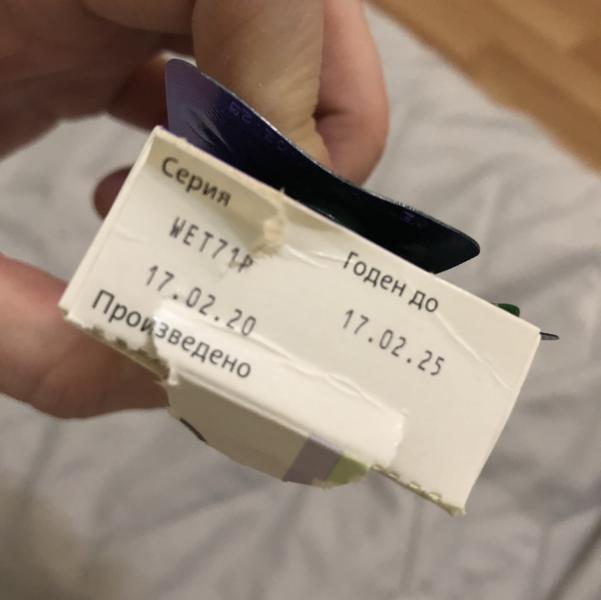 Серия
WET71P
Годен до
17.02.20
17.02.25
Произведено